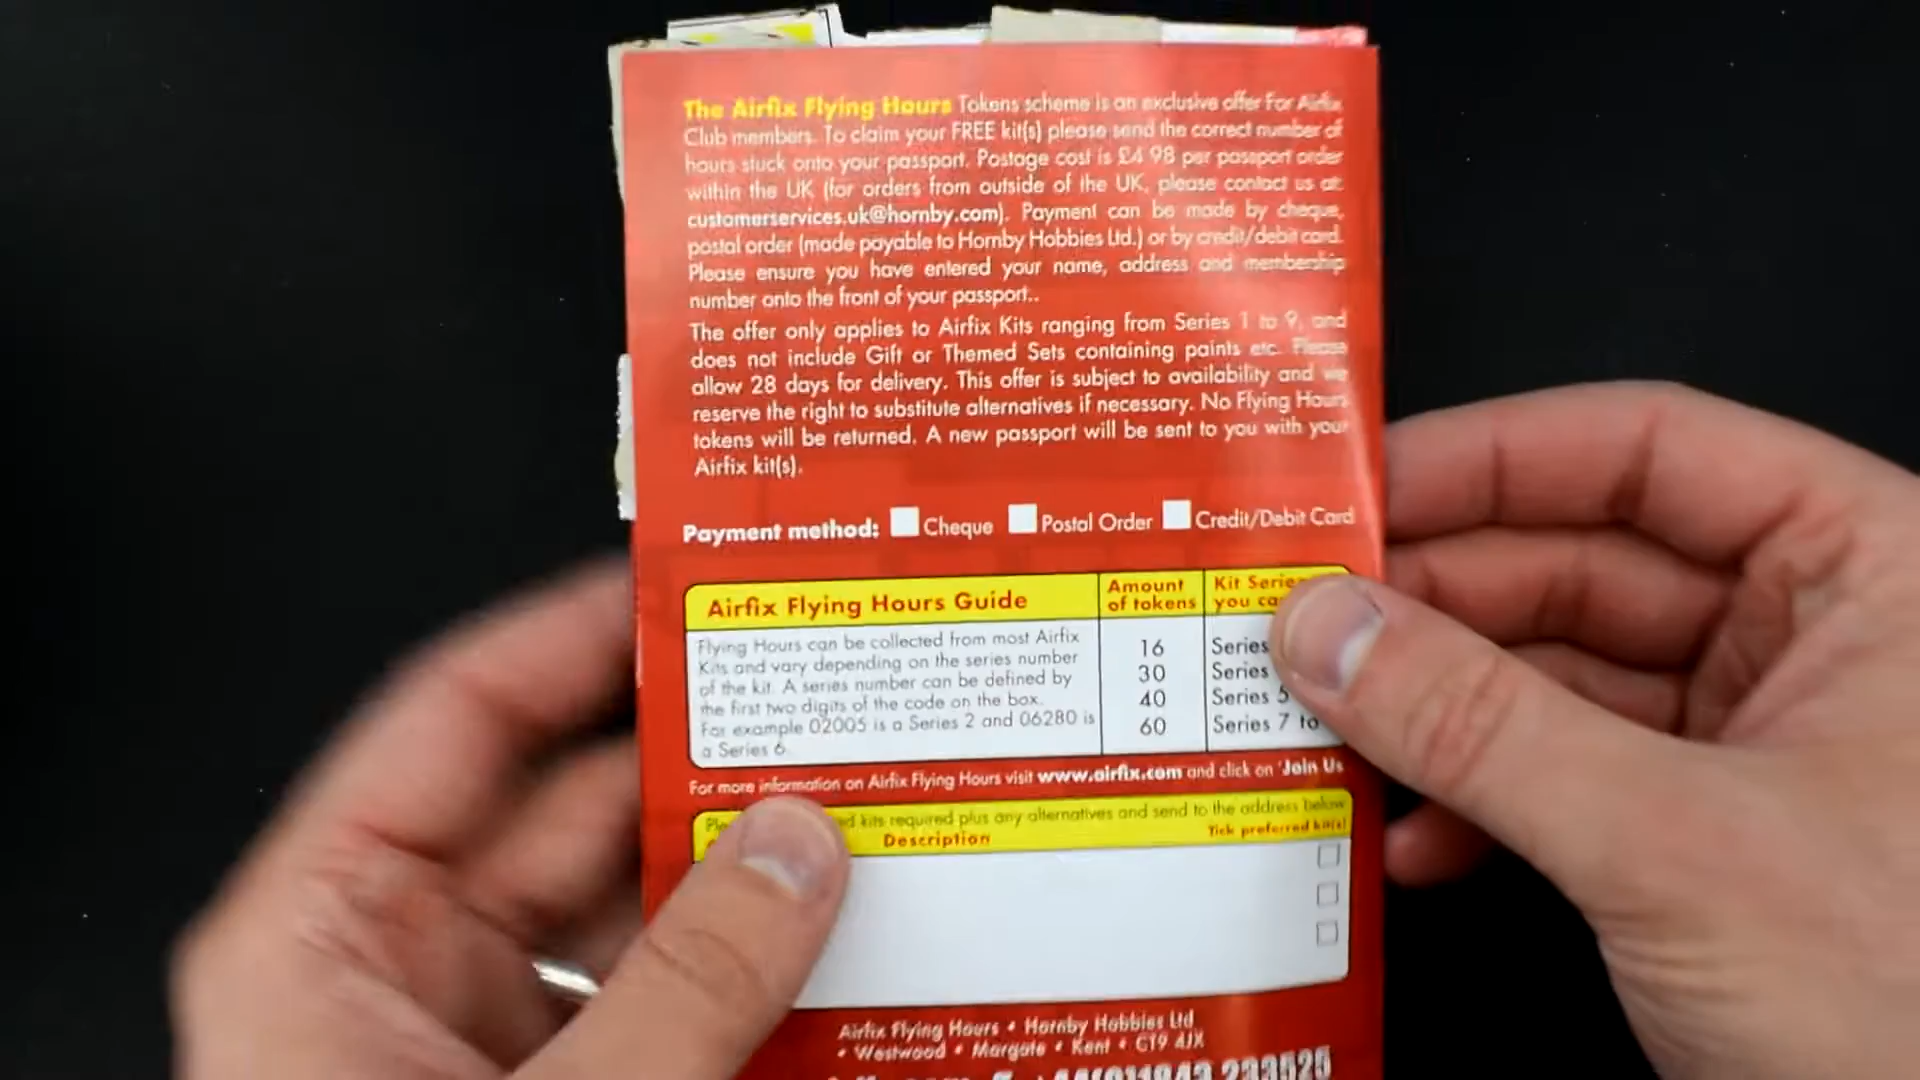 The Airfix Flying Hours Tokens scheme is an exclusive offer For Airfix
Club members. To claim your FREE kit(s) please send the correct number of
hours stuck onto your passport. Postage cost is £4 98 per passport order
within the UK (for orders from outside of the UK, please contact us at:
customerservices.uk@hornby.com). Payment can be made by cheque,
postal order (made payable to Hornby Hobbies Ltd.) or by credit/debit card.
Please ensure you have entered your name, address and membership
number onto the front of your passport..
The offer only applies to Airfix Kits ranging from Series 1 to 9, and
does not include Gift or Themed Sets containing paints etc. Please
allow 28 days for delivery. This offer is subject to availability and we
reserve the right to substitute alternatives if necessary. No Flying Hours
tokens will be returned. A new passport will be sent to you with your
Airfix kit(s).
Payment method: Cheque Postal Order Credit/Debit Card
Airfix Flying Hours Guide
Amount
of tokens
Kit Series
you
Flying Hours can be collected from most Airfix
Kits and vary depending on the series number
of the kit. A series number can be defined by
the first two digits of the code on the box.
For example 02005 is a Series 2 and 06280 is
a Series 6.
16 Series
30 Series
40 Series 5
60 Series 7 to
For more information on Airfix Flying Hours visit www.airfix.com and click on 'Join Us
kits required plus any alternatives and send to the address below
Description Tick preferred kit(s)
Airfix Flying Hours • Hornby Hobbies Ltd
• Westwood • Margate • Kent • CT9 4JX
233525